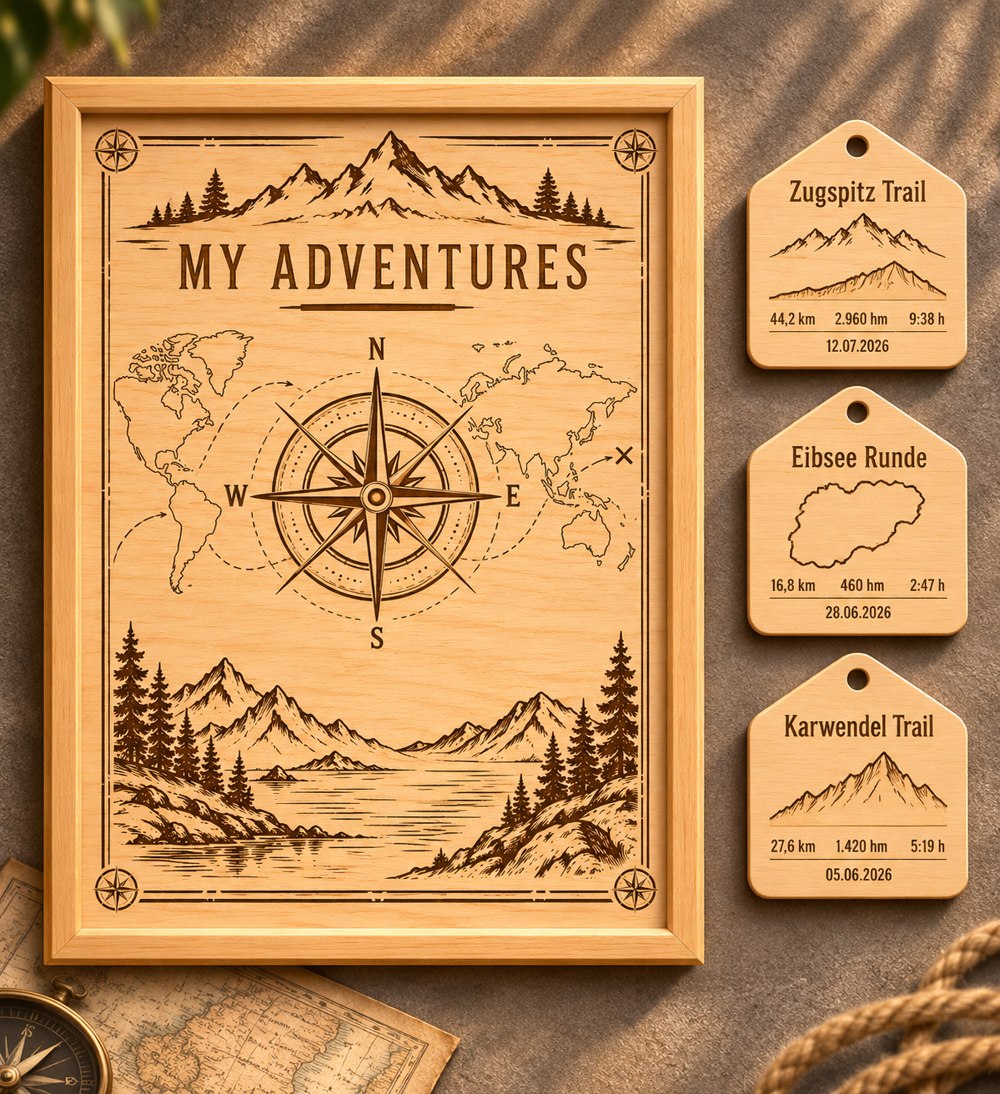 MY ADVENTURES
N
W
E
S
Zugspitz Trail
44,2 km 2.960 hm 9:38 h
12.07.2026
Eibsee Runde
16,8 km 460 hm 2:47 h
28.06.2026
Karwendel Trail
27,6 km 1.420 hm 5:19 h
05.06.2026